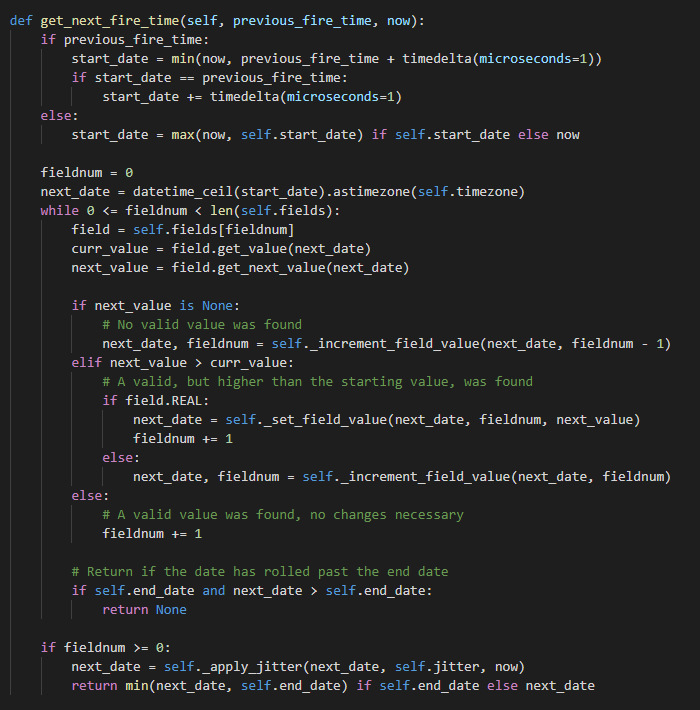 def get_next_fire_time(self, previous_fire_time, now):
    if previous_fire_time:
        start_date = min(now, previous_fire_time + timedelta(microseconds=1))
        if start_date == previous_fire_time:
            start_date += timedelta(microseconds=1)
    else:
        start_date = max(now, self.start_date) if self.start_date else now

    fieldnum = 0
    next_date = datetime_ceil(start_date).astimezone(self.timezone)
    while 0 <= fieldnum < len(self.fields):
        field = self.fields[fieldnum]
        curr_value = field.get_value(next_date)
        next_value = field.get_next_value(next_date)

        if next_value is None:
            # No valid value was found
            next_date, fieldnum = self._increment_field_value(next_date, fieldnum - 1)
        elif next_value > curr_value:
            # A valid, but higher than the starting value, was found
            if field.REAL:
                next_date = self._set_field_value(next_date, fieldnum, next_value)
                fieldnum += 1
            else:
                next_date, fieldnum = self._increment_field_value(next_date, fieldnum)
        else:
            # A valid value was found, no changes necessary
            fieldnum += 1

        # Return if the date has rolled past the end date
        if self.end_date and next_date > self.end_date:
            return None

    if fieldnum >= 0:
        next_date = self._apply_jitter(next_date, self.jitter, now)
        return min(next_date, self.end_date) if self.end_date else next_date